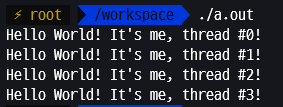 ⚡ root /workspace ./a.out
Hello World! It's me, thread #0!
Hello World! It's me, thread #1!
Hello World! It's me, thread #2!
Hello World! It's me, thread #3!